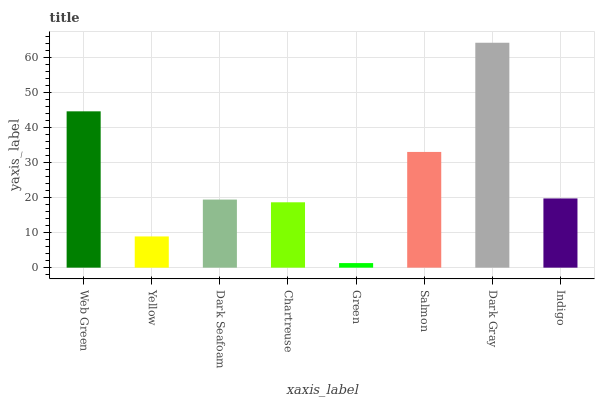 title
yaxis_label
60
50
40
30
20
10
0
Web Green
Yellow
Dark Seafoam
Chartreuse
Green
Salmon
Dark Gray
Indigo
xaxis_label